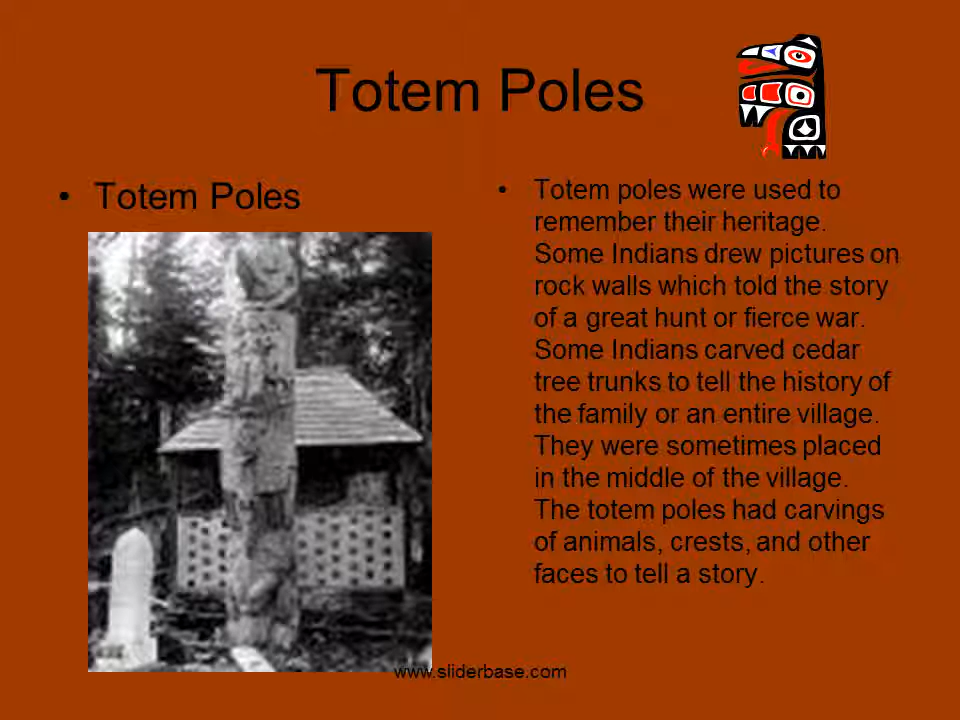 Totem Poles
• Totem Poles
• Totem poles were used to
remember their heritage.
Some Indians drew pictures on
rock walls which told the story
of a great hunt or fierce war.
Some Indians carved cedar
tree trunks to tell the history of
the family or an entire village.
They were sometimes placed
in the middle of the village.
The totem poles had carvings
of animals, crests, and other
faces to tell a story.
www.sliderbase.com